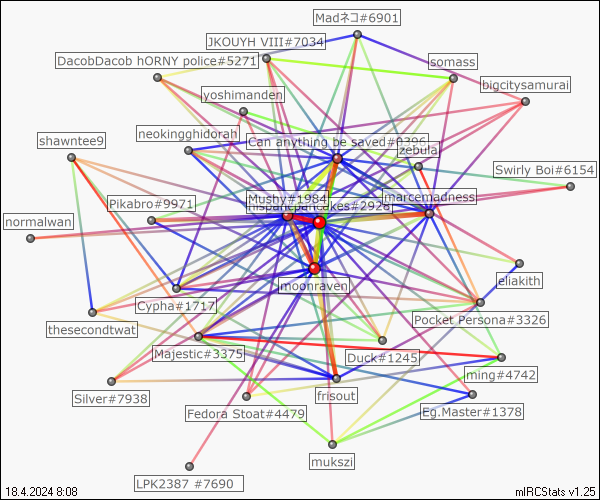 Madネコ#6901
JKOUYH VIII#7034
DacobDacob hORNY police#5271
somass
bigcitysamurai
yoshimanden
neokingghidorah
Can anything be saved#0396
shawntee9
zebula
Swirly Boi#6154
Mushy#1984
marcemadness
Pikabro#9971
hispanicpancakes#2928
normalwan
eliakith
moonraven
Cypha#1717
Pocket Persona#3326
thesecondtwat
Majestic#3375
Duck#1245
ming#4742
Silver#7938
frisout
Fedora Stoat#4479
Eg.Master#1378
mukszi
LPK2387 #7690
18.4.2024 8:08
mIRCStats v1.25